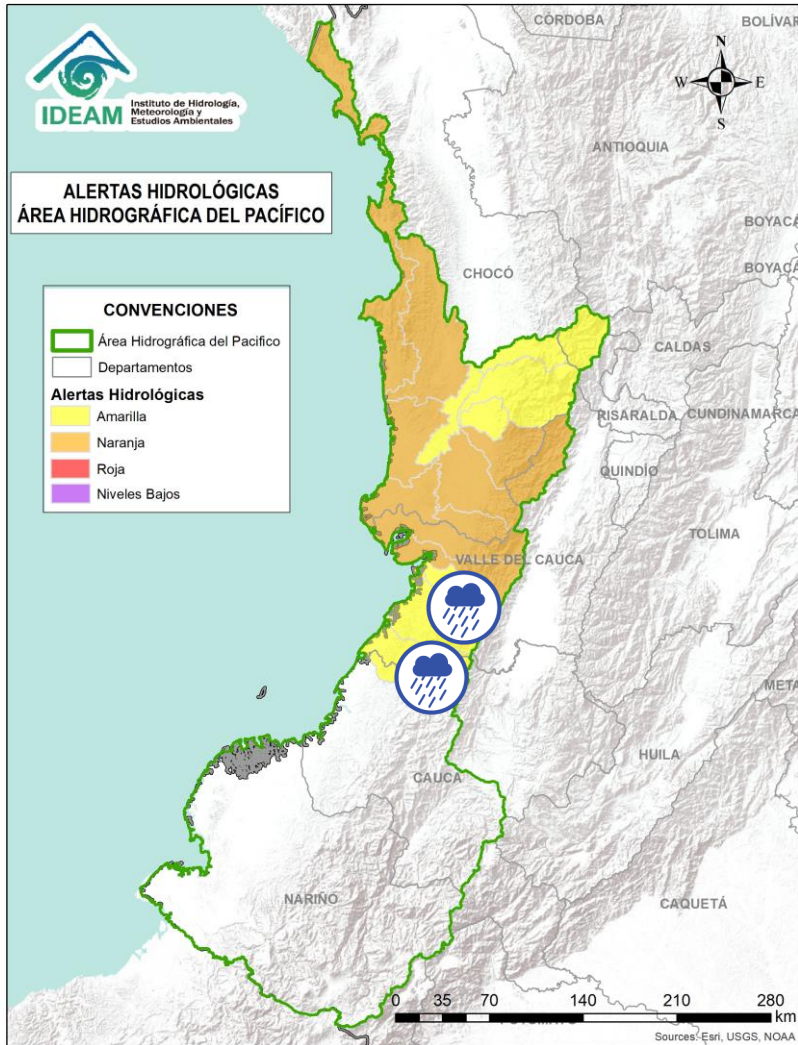 CÓRDOBA
BOLÍVAR
N
W
E
S
IDEAM
Instituto de Hidrología,
Meteorología y
Estudios Ambientales
ANTIOQUIA
ALERTAS HIDROLÓGICAS
ÁREA HIDROGRÁFICA DEL PACÍFICO
BOYACÁ
BOYACÁ
CHOCÓ
CONVENCIONES
Área Hidrográfica del Pacifico
Departamentos
Alertas Hidrológicas
Amarilla
Naranja
Roja
Niveles Bajos
CALDAS
RISARALDA
CUNDINAMARCA
QUINDÍO
TOLIMA
VALLE DEL CAUCA
META
HUILA
CAUCA
NARIÑO
CAQUETÁ
0 35 70 140 210 280
km
Sources: Esri, USGS, NOAA